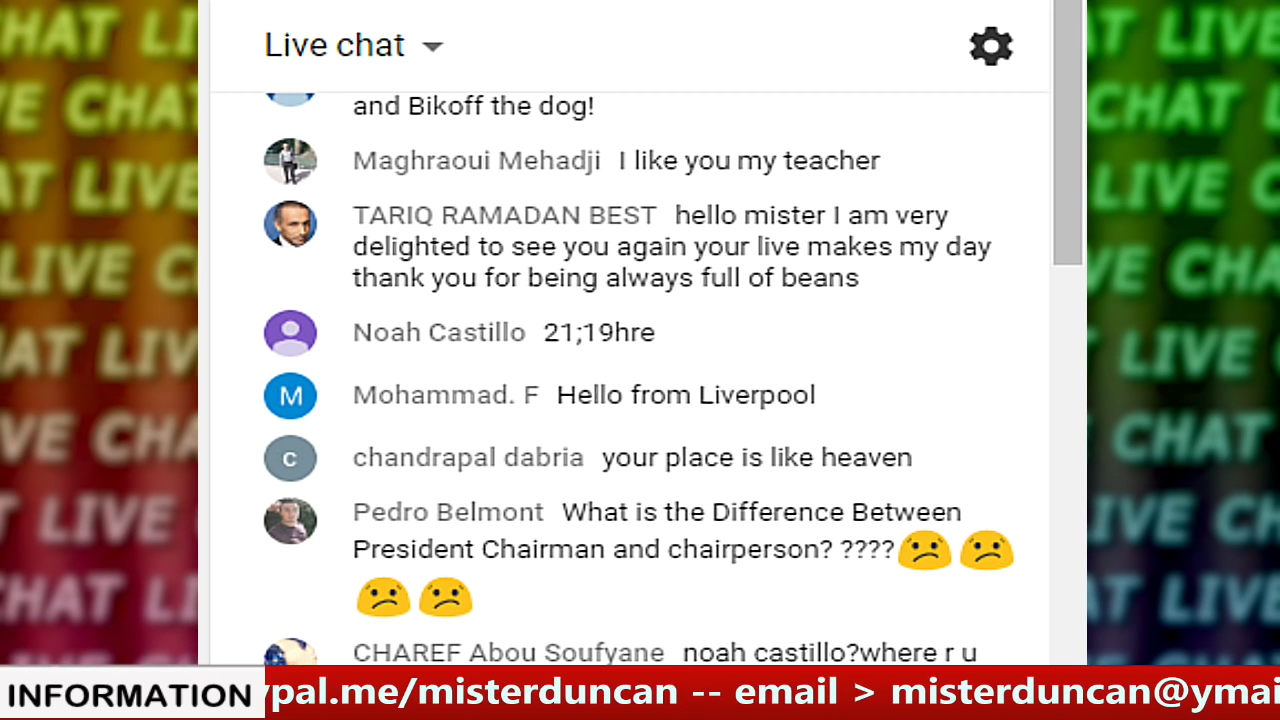 Live chat
and Bikoff the dog!
Maghraoui Mehadji I like you my teacher
TARIQ RAMADAN BEST hello mister I am very
delighted to see you again your live makes my day
thank you for being always full of beans
Noah Castillo 21;19hre
M
Mohammad. F Hello from Liverpool
c
chandrapal dabria your place is like heaven
Pedro Belmont What is the Difference Between
President Chairman and chairperson? ????
CHAREF Abou Soufyane noah castillo?where r u
INFORMATION ypal.me/misterduncan -- email > misterduncan@ymai
CHAT LIVE
LIVE CHAT